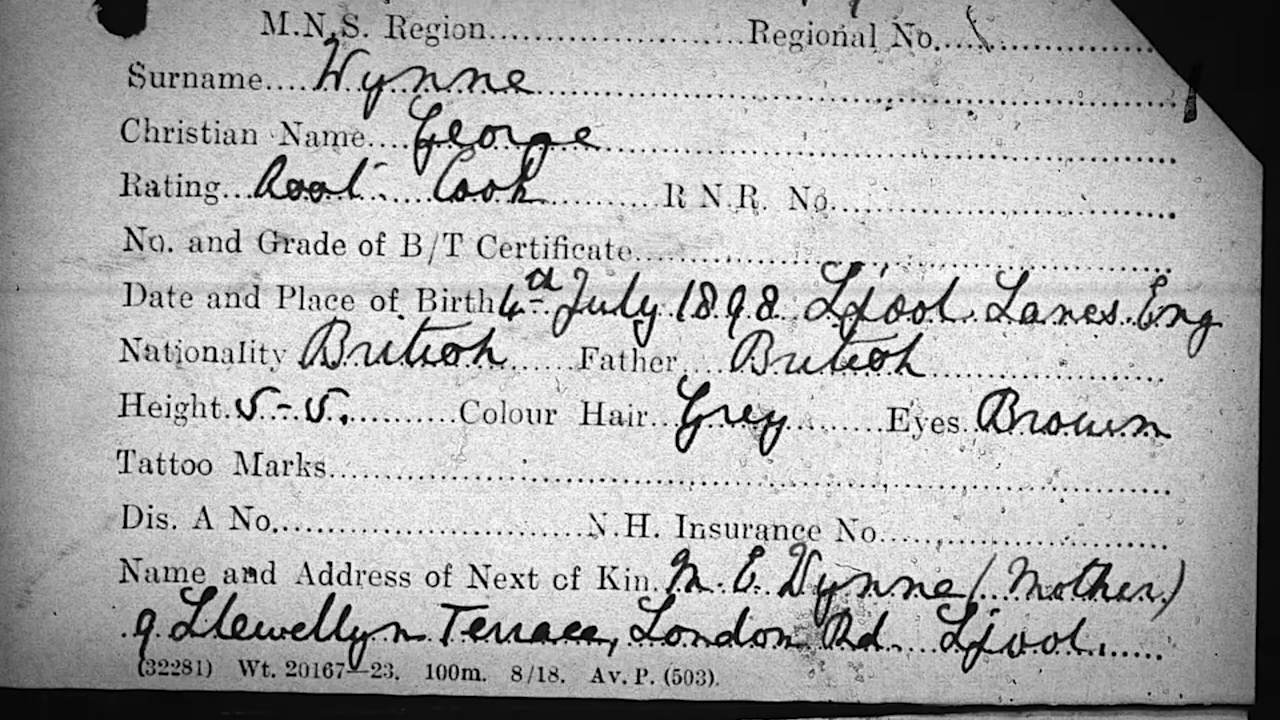 M.N.S. Region..........Regional No.
Surname....Wynne
Christian Name....George
Rating...Asst. Cook..........R N.R. No.
No. and Grade of B/T Certificate
Date and Place of Birth 4th July 1898 L'pool Lancs. Eng
Nationality British......Father....British
Height 5-5...........Colour Hair...Grey........Eyes Brown
Tattoo Marks
Dis. A No...................N.H. Insurance No.
Name and Address of Next of Kin. M. E. Wynne (Mother)
9. Llewellyn Terrace, London Rd. L'pool.
(32281) Wt. 20167—23. 100m. 8/18. Av. P. (503).